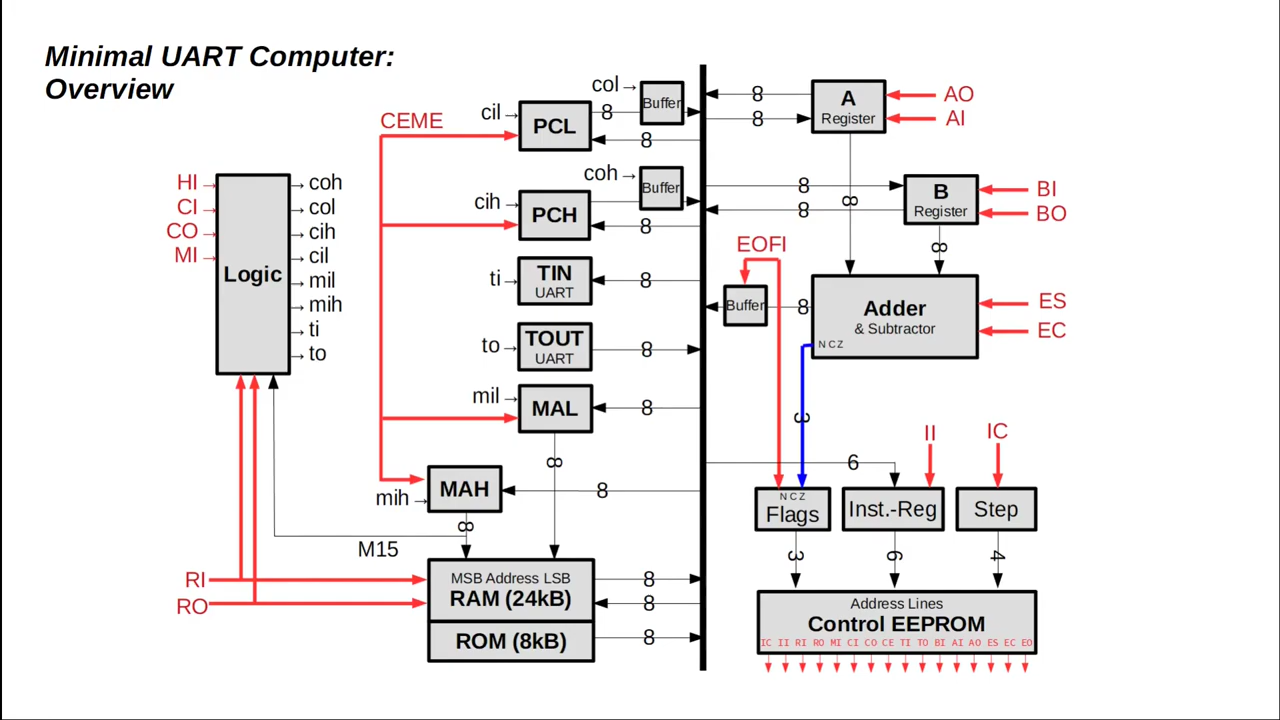 Minimal UART Computer:
Overview
HI
CI
CO
MI
Logic
coh
col
cih
cil
mil
mih
ti
to
CEME
cil
PCL
8
col
Buffer
8
cih
PCH
coh
Buffer
8
ti
TIN
UART
8
to
TOUT
UART
8
mil
MAL
8
8
mih
MAH
8
8
M15
RI
RO
MSB Address LSB
RAM (24kB)
ROM (8kB)
8
8
8
8
8
A
Register
AO
AI
8
8
8
B
Register
BI
BO
8
8
EOFI
Buffer
8
Adder
& Subtractor
N C Z
ES
EC
3
6
II
IC
N C Z
Flags
Inst.-Reg
Step
3
6
4
Address Lines
Control EEPROM
IC II RI RO MI CI CO CE TI TO BI AI AO ES EC EO